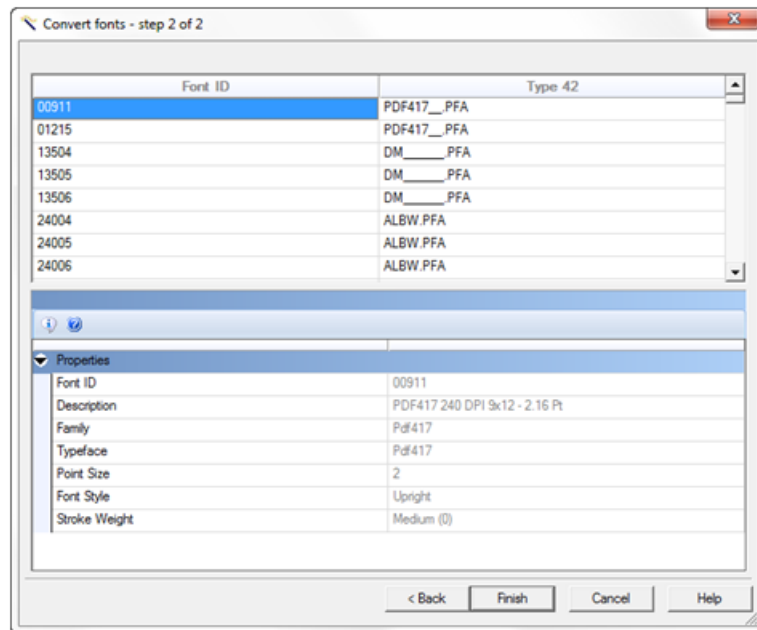 Convert fonts - step 2 of 2
Font ID Type 42
00911 PDF417__.PFA
01215 PDF417__.PFA
13504 DM______.PFA
13505 DM______.PFA
13506 DM______.PFA
24004 ALBW.PFA
24005 ALBW.PFA
24006 ALBW.PFA
Properties
Font ID 00911
Description PDF417 240 DPI 9x12 - 2.16 Pt
Family Pdf417
Typeface Pdf417
Point Size 2
Font Style Upright
Stroke Weight Medium (0)
< Back Finish Cancel Help